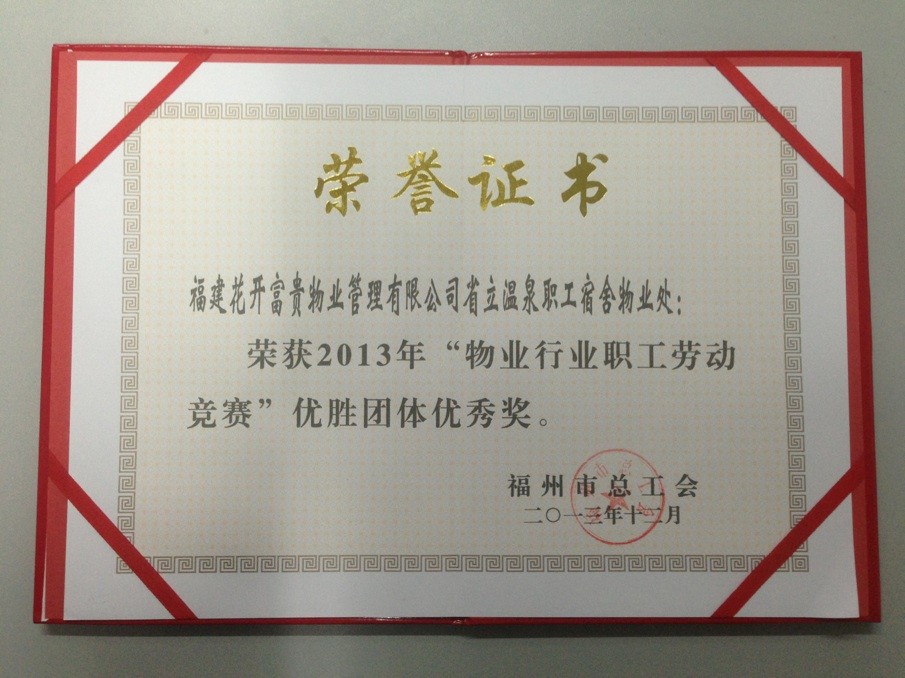 荣誉证书
福建花开富贵物业管理有限公司省立温泉职工宿舍物业处：
荣获2013年“物业行业职工劳动
竞赛”优胜团体优秀奖。
福州市总工会
二〇一三年十二月